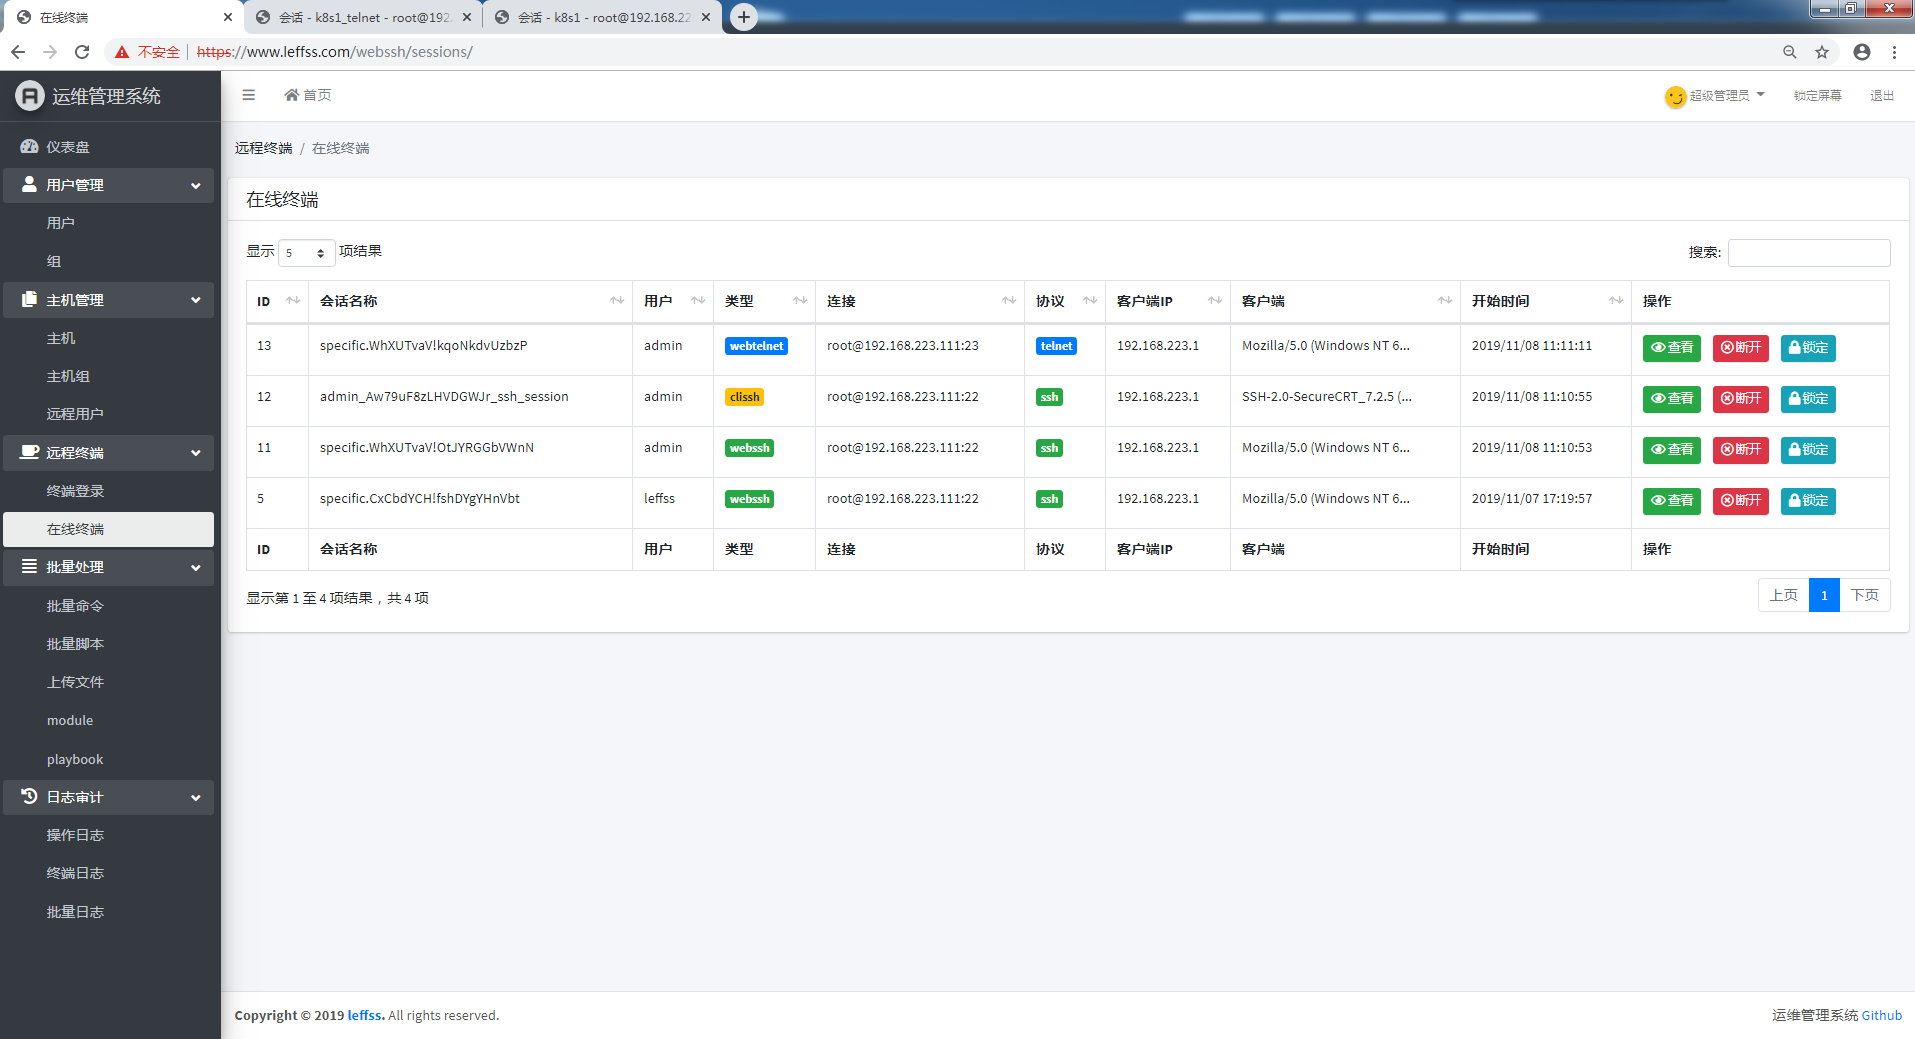 在线终端
会话 - k8s1_telnet - root@192.
会话 - k8s1 - root@192.168.22
不安全 https://www.leffss.com/webssh/sessions/
运维管理系统
首页
超级管理员
锁定屏幕
退出
仪表盘
用户管理
用户
组
主机管理
主机
主机组
远程用户
远程终端
终端登录
在线终端
批量处理
批量命令
批量脚本
上传文件
module
playbook
日志审计
操作日志
终端日志
批量日志
远程终端 / 在线终端
在线终端
显示 5 项结果
搜索:
ID 会话名称 用户 类型 连接 协议 客户端IP 客户端 开始时间 操作
13 specific.WhXUTvaV!kqoNkdvUzbzP admin webtelnet root@192.168.223.111:23 telnet 192.168.223.1 Mozilla/5.0 (Windows NT 6... 2019/11/08 11:11:11 查看 断开 锁定
12 admin_Aw79uF8zLHVDGWJr_ssh_session admin clissh root@192.168.223.111:22 ssh 192.168.223.1 SSH-2.0-SecureCRT_7.2.5 (... 2019/11/08 11:10:55 查看 断开 锁定
11 specific.WhXUTvaV!OtJYRGGbVWnN admin webssh root@192.168.223.111:22 ssh 192.168.223.1 Mozilla/5.0 (Windows NT 6... 2019/11/08 11:10:53 查看 断开 锁定
5 specific.CxCbdYCH!fshDYgYHnVbt leffss webssh root@192.168.223.111:22 ssh 192.168.223.1 Mozilla/5.0 (Windows NT 6... 2019/11/07 17:19:57 查看 断开 锁定
ID 会话名称 用户 类型 连接 协议 客户端IP 客户端 开始时间 操作
显示第 1 至 4 项结果，共 4 项
上页 1 下页
Copyright © 2019 leffss. All rights reserved.
运维管理系统 Github